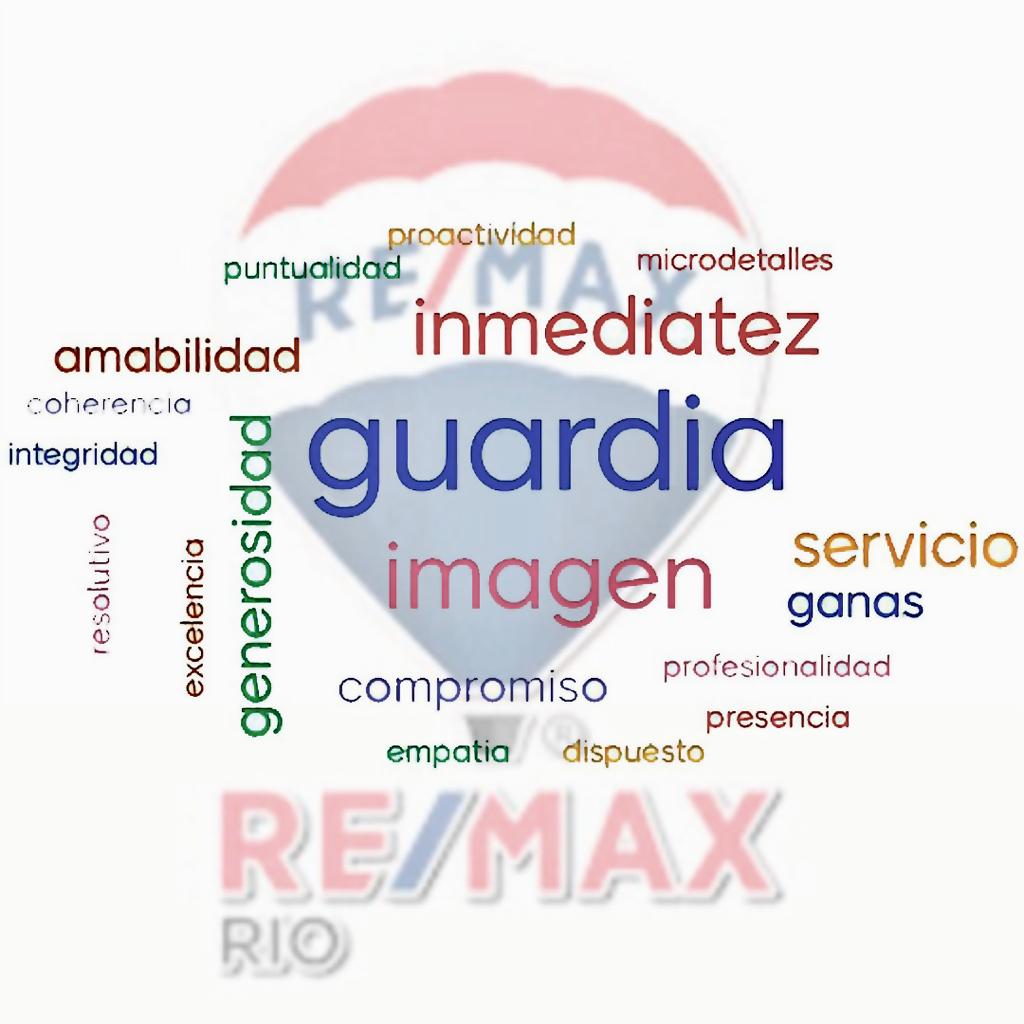 proactividad
puntualidad
microdetalles
RE/MAX
inmediatez
amabilidad
coherencia
guardia
integridad
generosidad
resolutivo
excelencia
servicio
imagen
ganas
profesionalidad
compromiso
presencia
®
empatia
dispuesto
RE/MAX
RIO